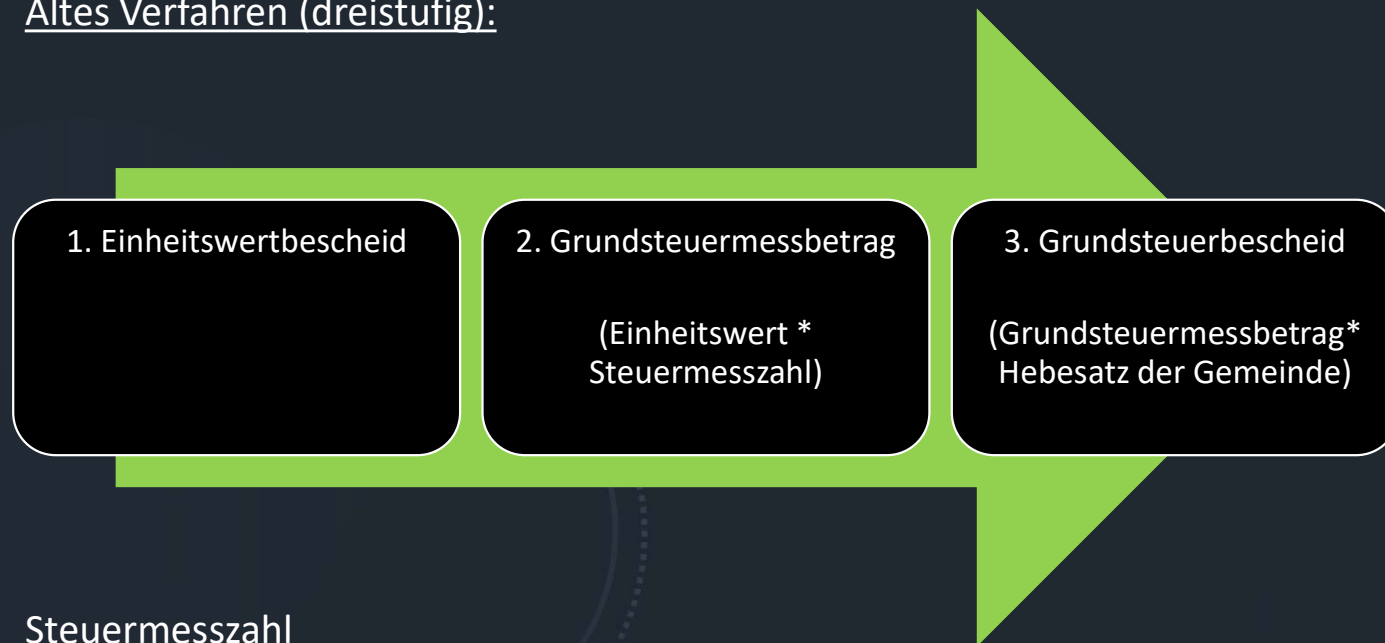 Altes Verfahren (dreistufig):
1. Einheitswertbescheid
2. Grundsteuermessbetrag
(Einheitswert *
Steuermesszahl)
3. Grundsteuerbescheid
(Grundsteuermessbetrag*
Hebesatz der Gemeinde)
Steuermesszahl